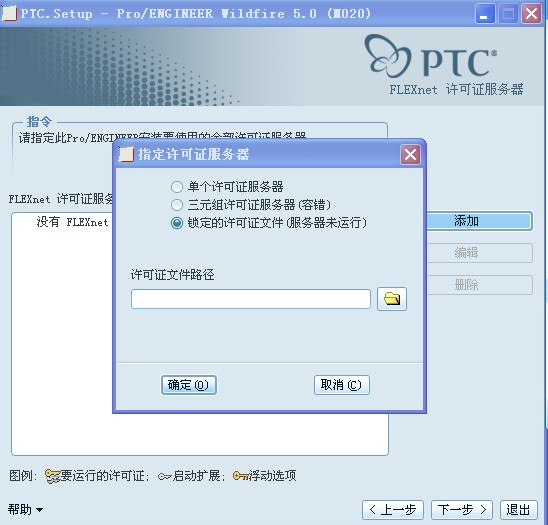 PTC.Setup - Pro/ENGINEER Wildfire 5.0 (M020)
PTC®
FLEXnet 许可证服务器
指令
请指定此Pro/ENGINEER安装要使用的全部许可证服务器
指定许可证服务器
单个许可证服务器
FLEXnet 许可证服务
三元组许可证服务器(容错)
没有 FLEXnet
锁定的许可证文件(服务器未运行)
添加
编辑
许可证文件路径
删除
确定(O)
取消(C)
图例:
要运行的许可证;
启动扩展;
浮动选项
帮助
< 上一步
下一步 >
退出